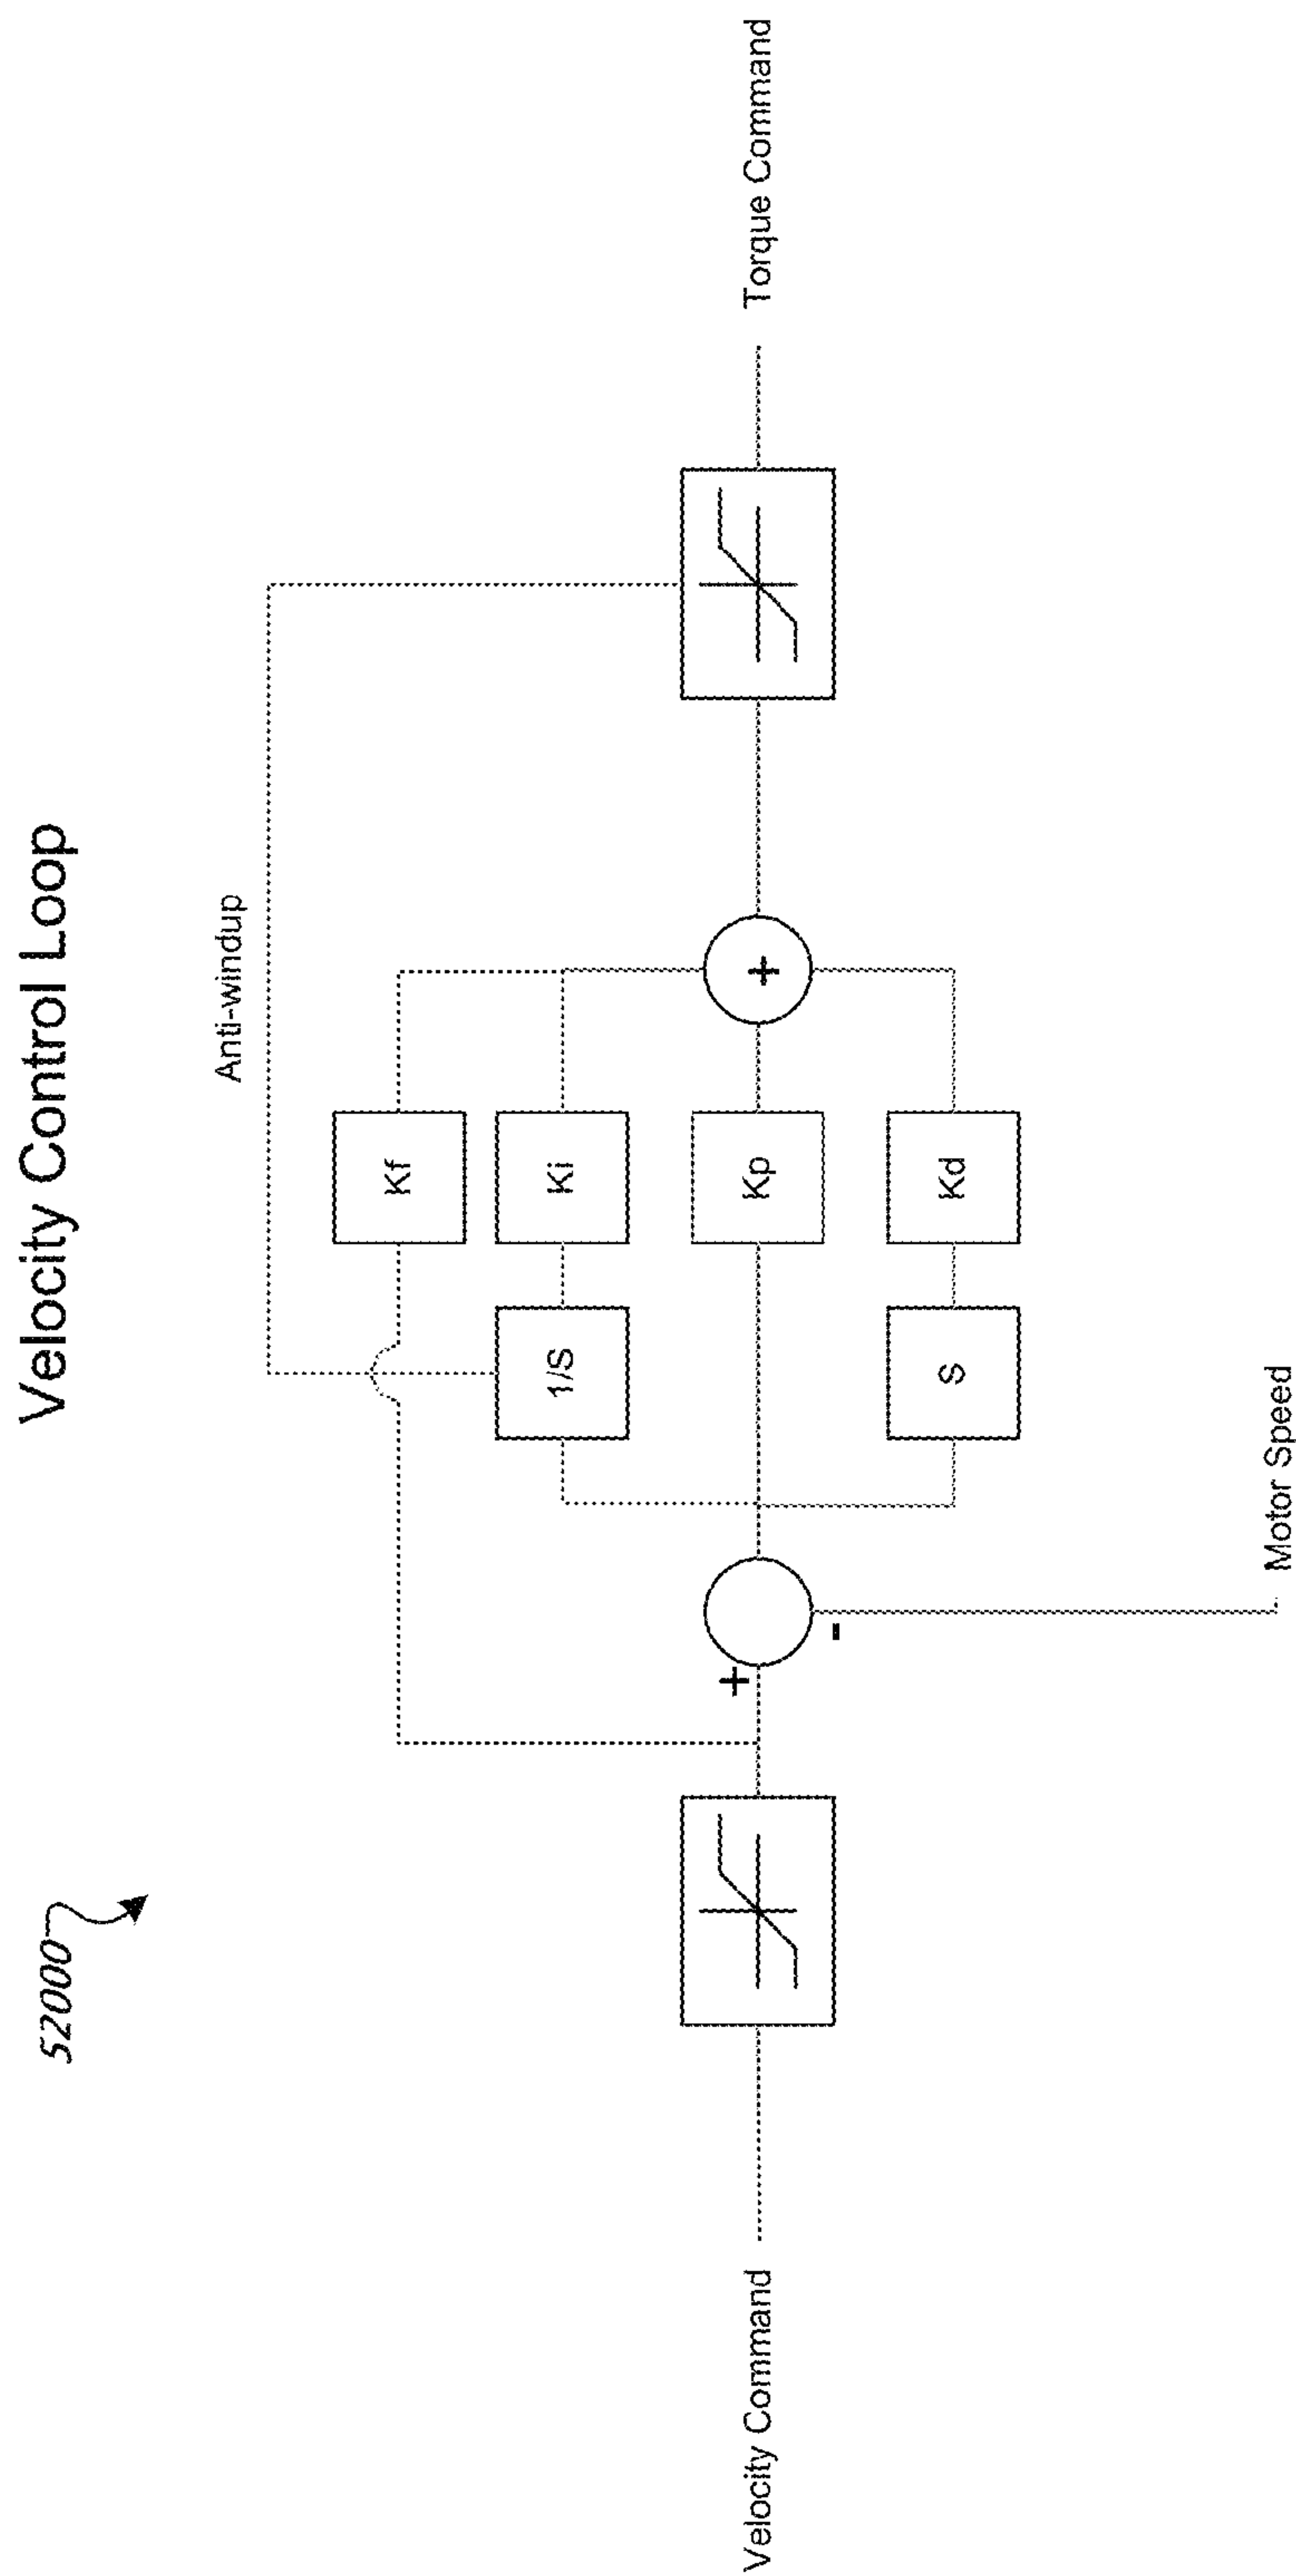 Velocity Control Loop
52000
Anti-windup
Kf
1/S
Ki
+
Kp
+
-
S
Kd
Velocity Command
Torque Command
Motor Speed